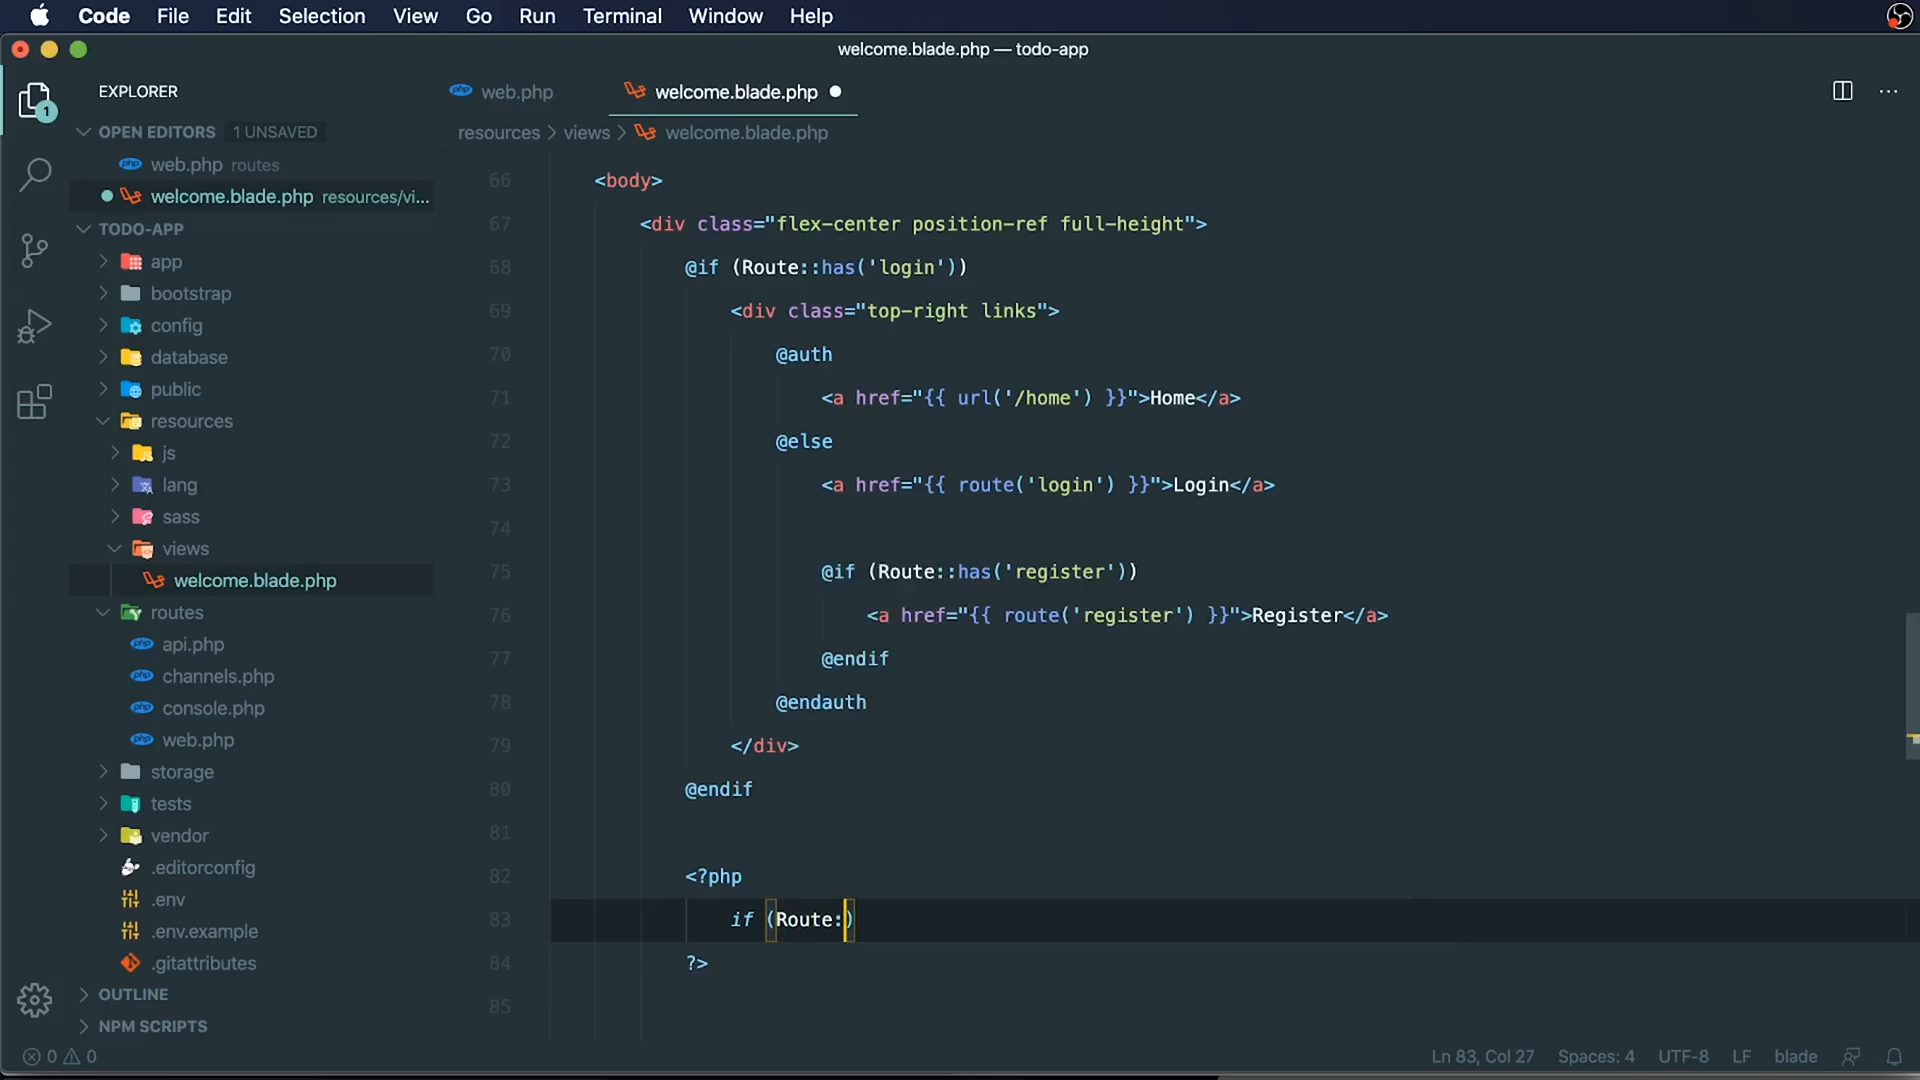 Code File Edit Selection View Go Run Terminal Window Help
welcome.blade.php — todo-app
EXPLORER
OPEN EDITORS 1 UNSAVED
php web.php routes
welcome.blade.php resources/vi...
TODO-APP
app
bootstrap
config
database
public
resources
js
lang
sass
views
welcome.blade.php
routes
php api.php
php channels.php
php console.php
php web.php
storage
tests
vendor
.editorconfig
.env
.env.example
.gitattributes
OUTLINE
NPM SCRIPTS
1
php web.php welcome.blade.php
resources > views > welcome.blade.php
66 <body>
67 <div class="flex-center position-ref full-height">
68 @if (Route::has('login'))
69 <div class="top-right links">
70 @auth
71 <a href="{{ url('/home') }}">Home</a>
72 @else
73 <a href="{{ route('login') }}">Login</a>
74
75 @if (Route::has('register'))
76 <a href="{{ route('register') }}">Register</a>
77 @endif
78 @endauth
79 </div>
80 @endif
81
82 <?php
83 if (Route:)
84 ?>
85
0 0 Ln 83, Col 27 Spaces: 4 UTF-8 LF blade